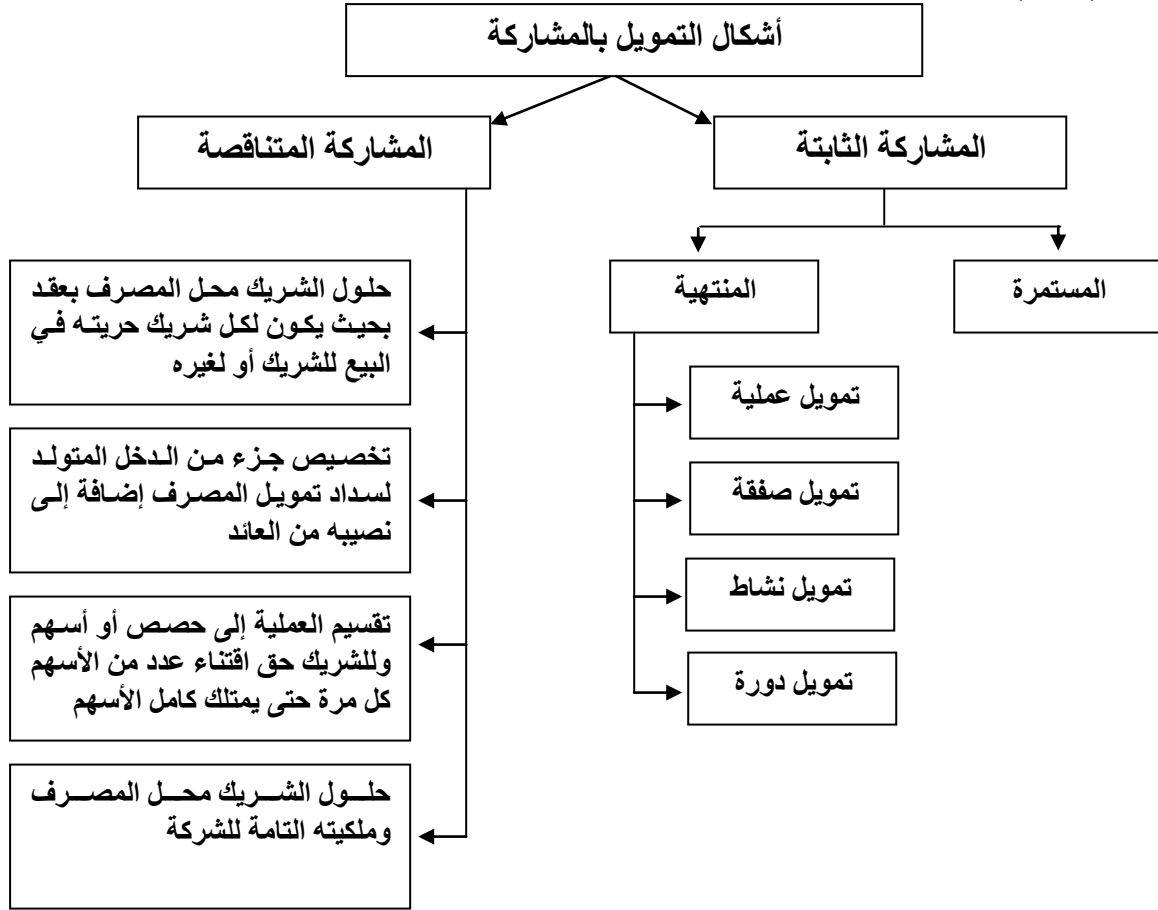 أشكال التمويل بالمشاركة
المشاركة الثابتة
المشاركة المتناقصة
المستمرة
المنتهية
تمويل عملية
تمويل صفقة
تمويل نشاط
تمويل دورة
حلول الشريك محل المصرف بعقد
بحيث يكون لكل شريك حريته في
البيع للشريك أو لغيره
تخصيص جزء من الدخل المتولد
لسداد تمويل المصرف إضافة إلى
نصيبه من العائد
تقسيم العملية إلى حصص أو أسهم
وللشريك حق اقتناء عدد من الأسهم
كل مرة حتى يمتلك كامل الأسهم
حلول الشريك محل المصرف
وملكيته التامة للشركة